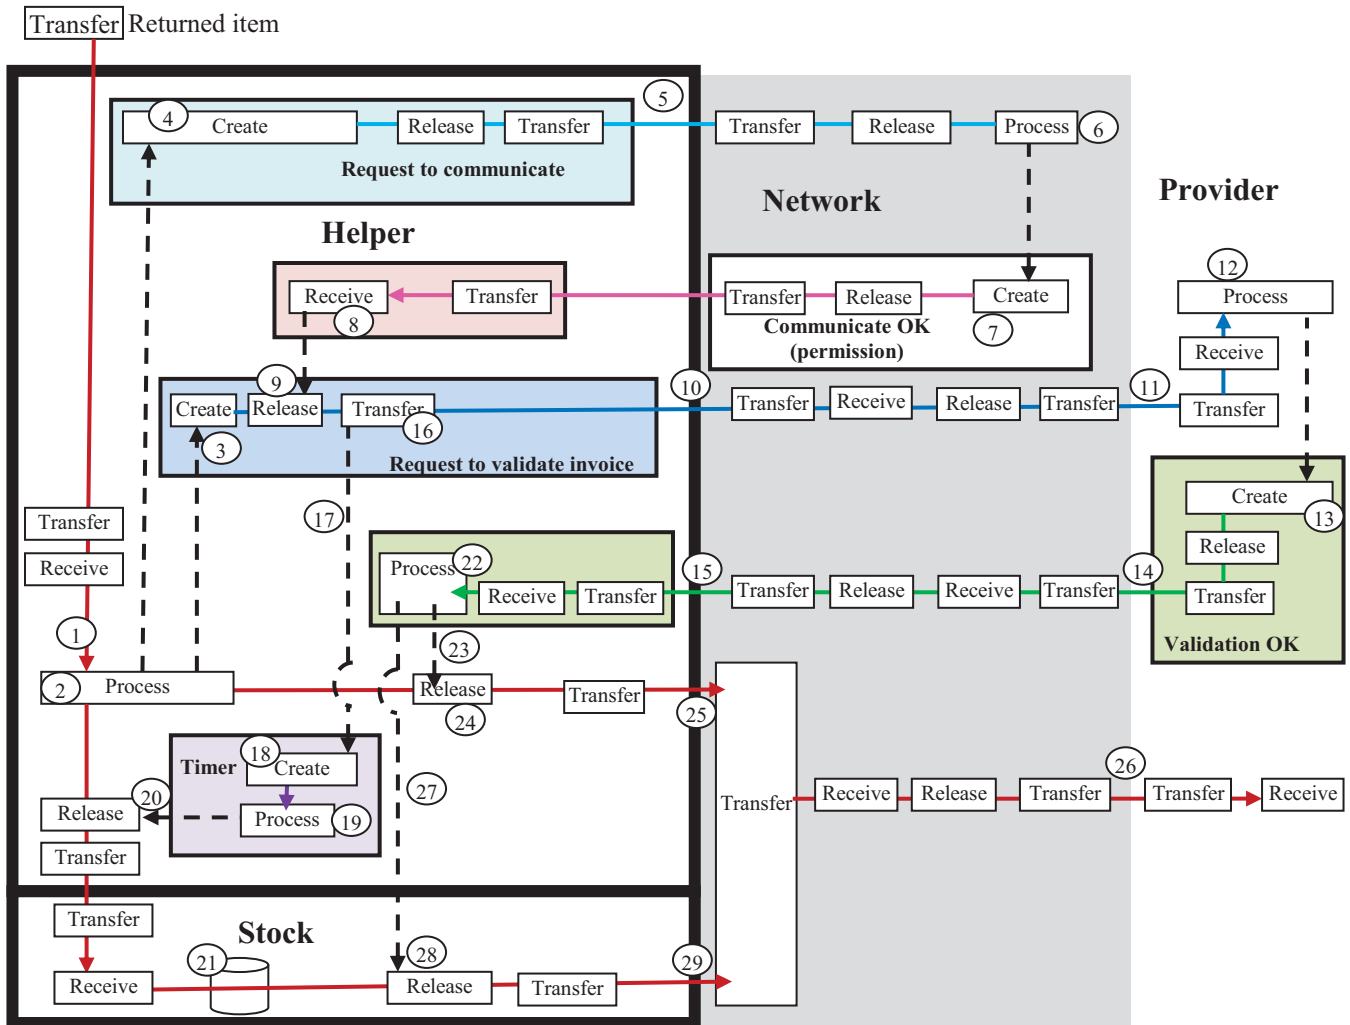 Transfer Returned item
4 Create Release Transfer 5 Transfer Release Process 6
Request to communicate
Network
Provider
Helper
12
Receive Transfer Transfer Release Create Process
8 Communicate OK 7
(permission)
Receive
9 10 11
Create Release Transfer Transfer Receive Release Transfer Transfer
3 16
Request to validate invoice
Create
17 13
Transfer
Release
22
Receive Process 15 14
Receive Transfer Transfer Release Receive Transfer Transfer
1 23 Validation OK
2 Process Release Transfer
24 25
18
Timer Create 26
20 27
Release Process 19 Transfer Receive Release Transfer Transfer Receive
Transfer
Transfer
Stock
21 28 29
Receive Release Transfer